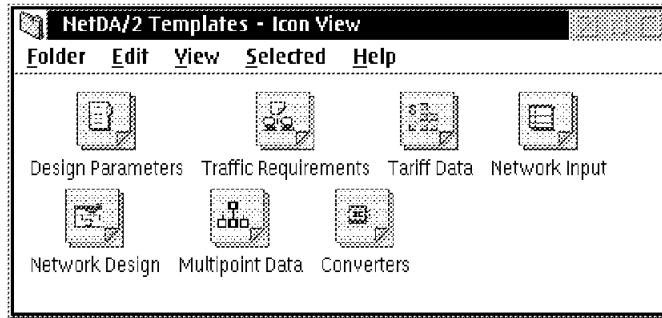 NetDA/2 Templates - Icon View
Folder Edit View Selected Help
Design Parameters Traffic Requirements Tariff Data Network Input
Network Design Multipoint Data Converters